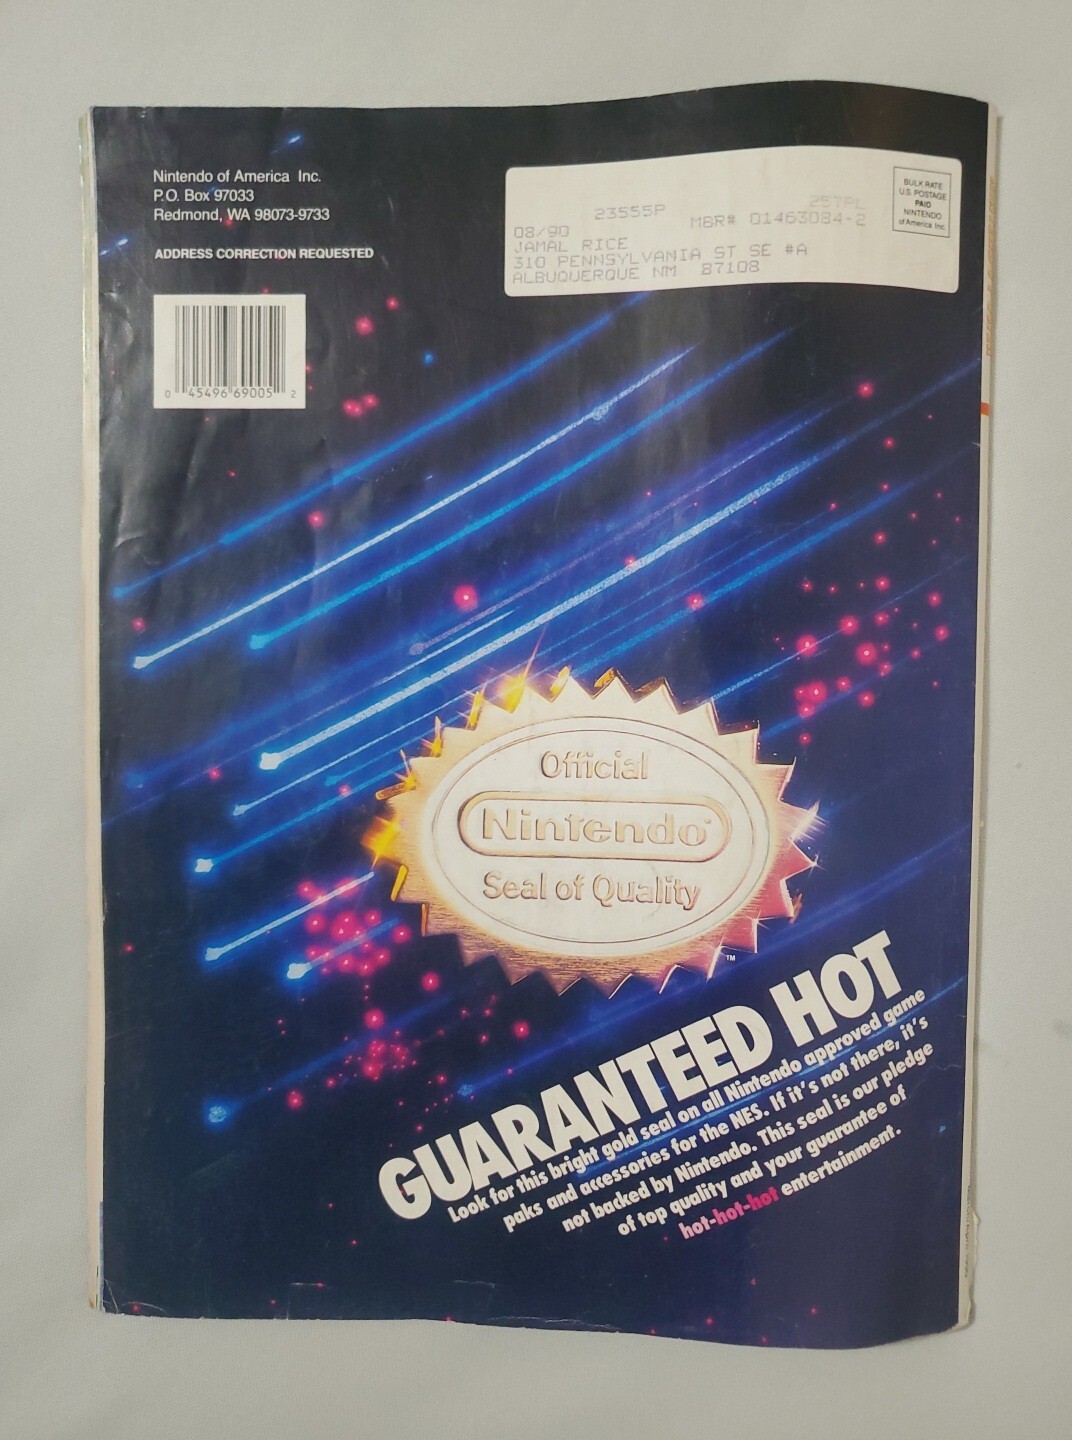 Nintendo of America Inc.
P.O. Box 97033
Redmond, WA 98073-9733
ADDRESS CORRECTION REQUESTED
0 45496 69005 2
23555P 257PL
08/90 MBR# 01463084-2
JAMAL RICE
310 PENNSYLVANIA ST SE #A
ALBUQUERQUE NM 87108
BULK RATE
U.S. POSTAGE
PAID
NINTENDO
of America Inc.
Official
Nintendo®
Seal of Quality
TM
GUARANTEED HOT
Look for this bright gold seal on all Nintendo approved game
paks and accessories for the NES. If it's not there, it's
not backed by Nintendo. This seal is our pledge
of top quality and your guarantee of
hot-hot-hot entertainment.